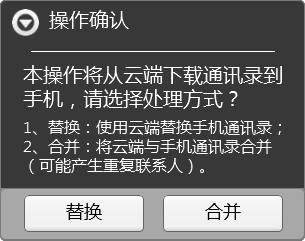 操作确认
本操作将从云端下载通讯录到
手机，请选择处理方式？
1、替换：使用云端替换手机通讯录；
2、合并：将云端与手机通讯录合并
（可能产生重复联系人）。
替换
合并